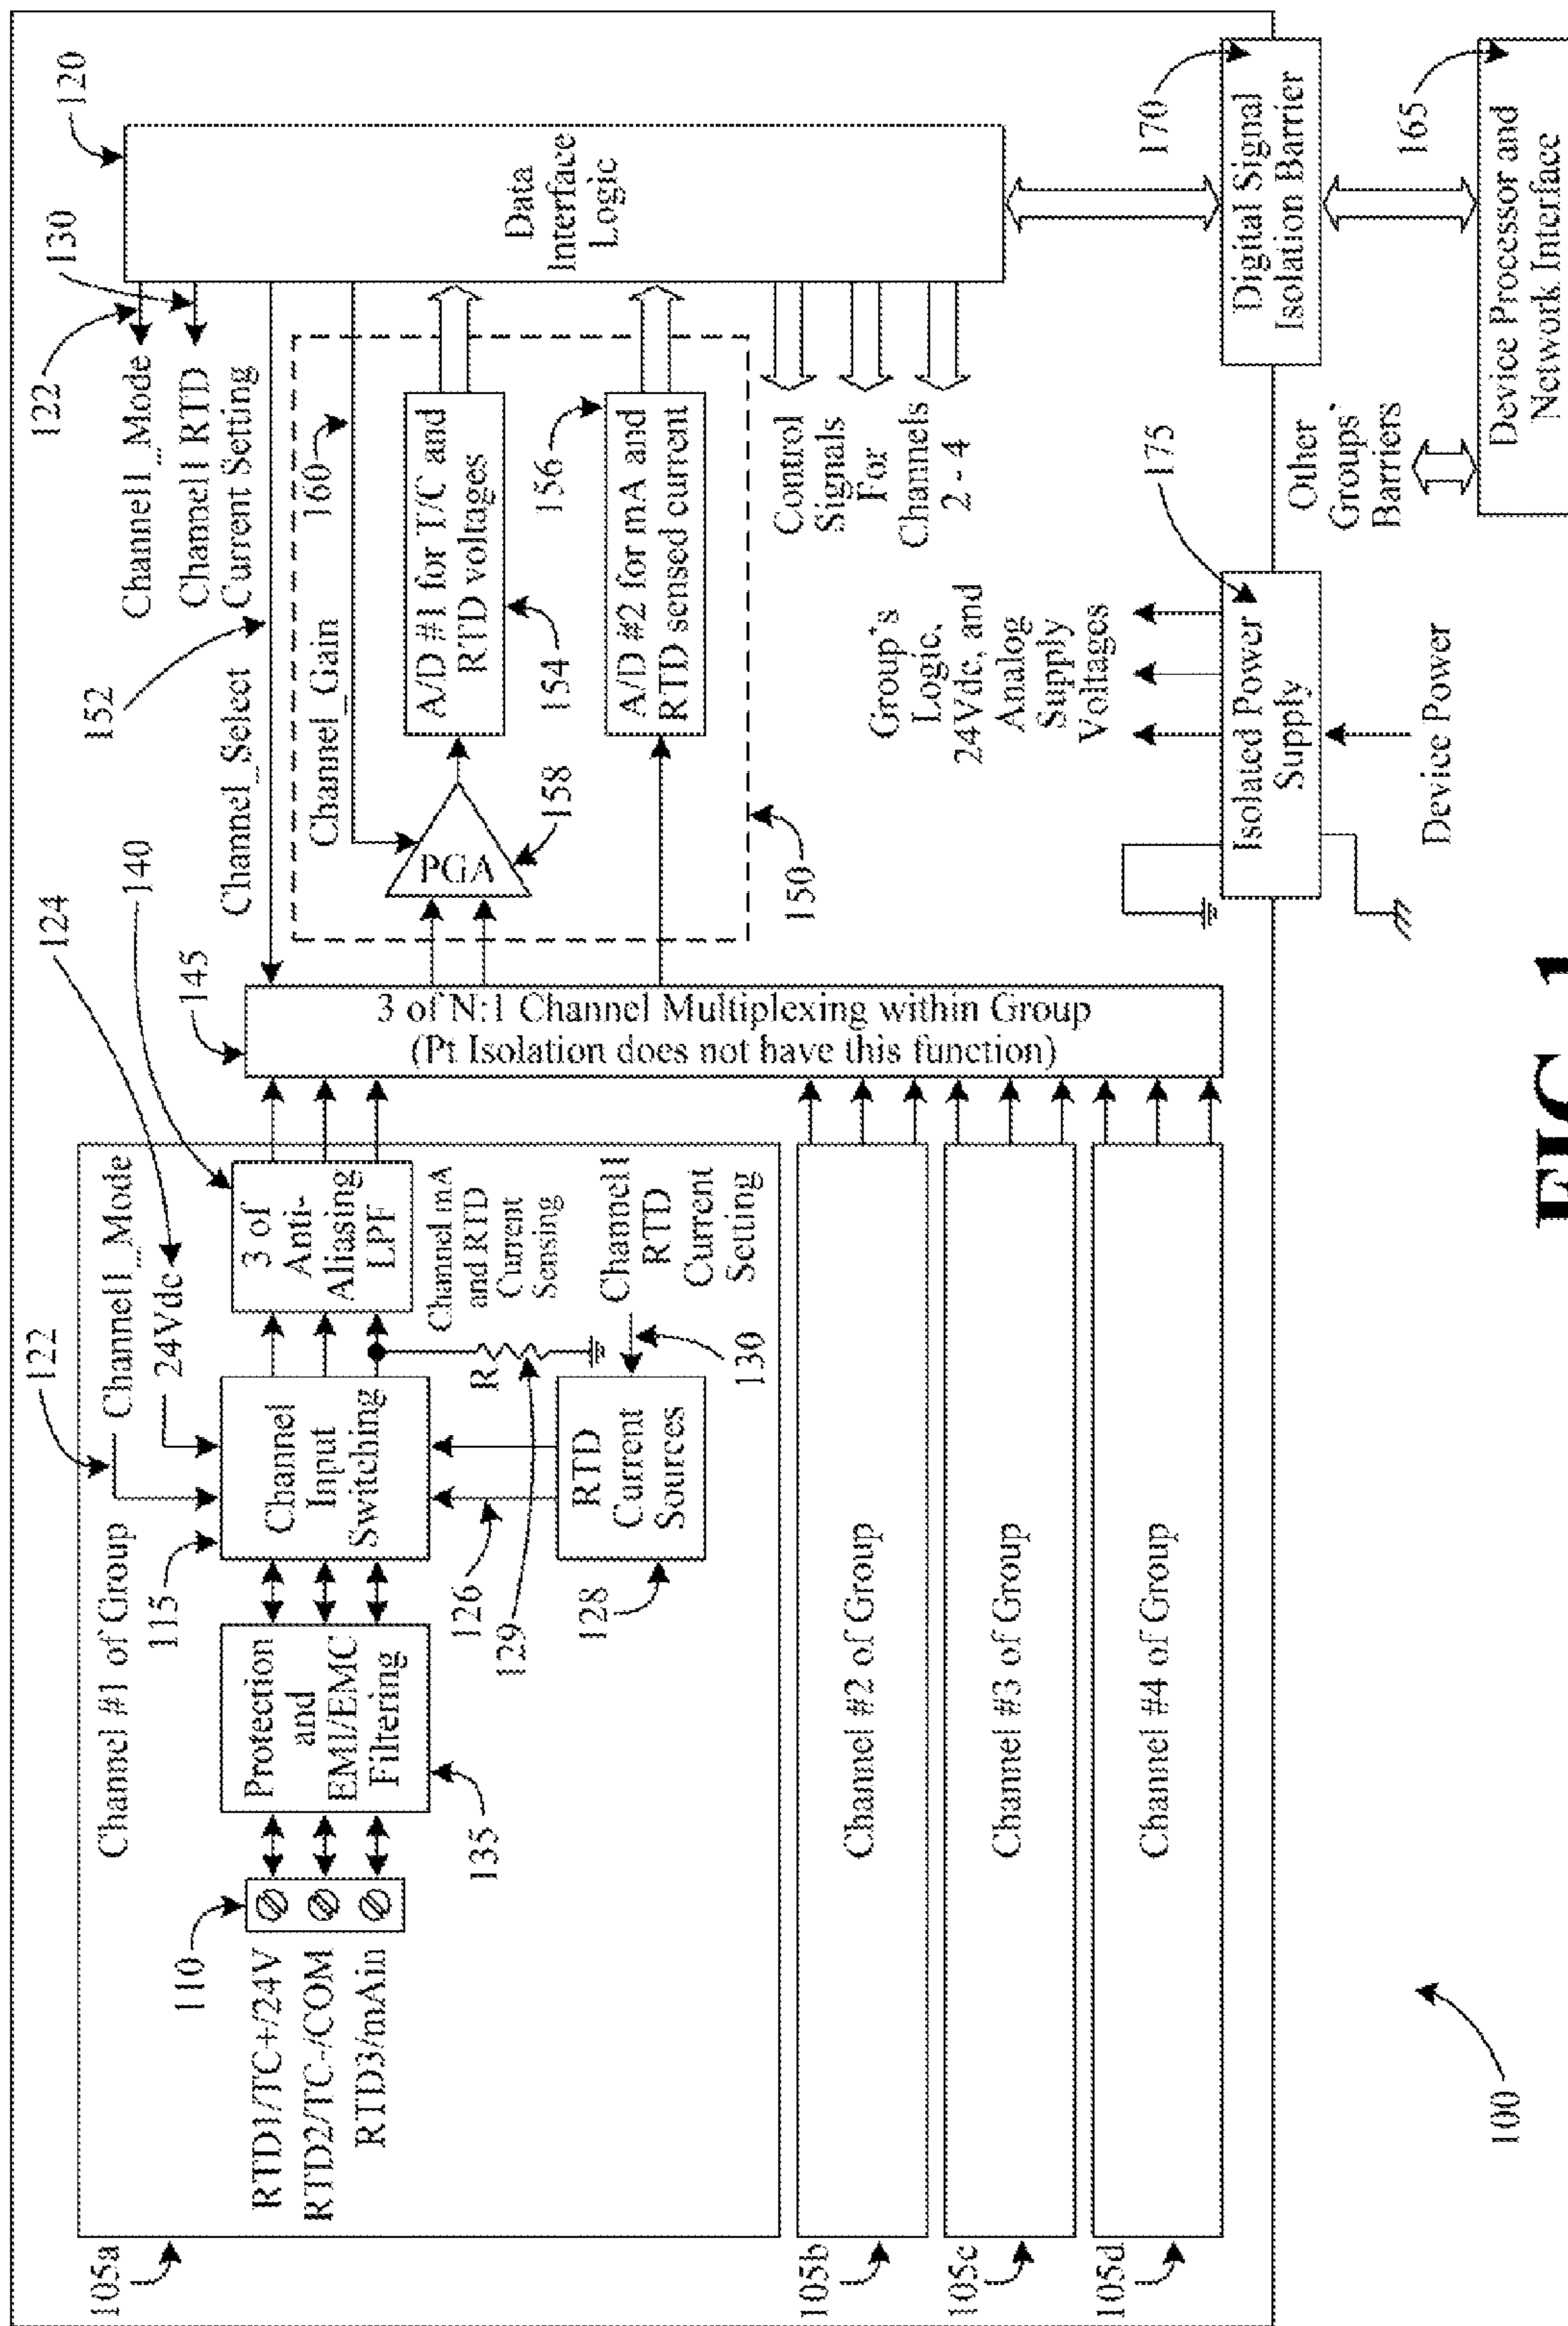 105a
Channel #1 of Group
122
Channel1_Mode
124
24Vdc
140
110
RTD1/TC+/24V
RTD2/TC-/COM
RTD3/mAin
Protection
and
EMI/EMC
Filtering
135
115
Channel
Input
Switching
3 of
Anti-
Aliasing
LPF
Channel mA
and RTD
Current
Sensing
R
126
129
RTD
Current
Sources
128
130
Channel1
RTD
Current
Setting
105b
Channel #2 of Group
105c
Channel #3 of Group
105d
Channel #4 of Group
145
3 of N:1 Channel Multiplexing within Group
(Pt Isolation does not have this function)
152
Channel_Select
122
Channel1_Mode
130
Channel1 RTD
Current Setting
120
Data
Interface
Logic
Channel_Gain
160
PGA
158
A/D #1 for T/C and
RTD voltages
154
156
A/D #2 for mA and
RTD sensed current
150
Control
Signals
For
Channels
2 - 4
Group's
Logic,
24Vdc, and
Analog
Supply
Voltages
175
Isolated Power
Supply
Device Power
170
Digital Signal
Isolation Barrier
Other
Groups'
Barriers
165
Device Processor and
Network Interface
100
FIG. 1